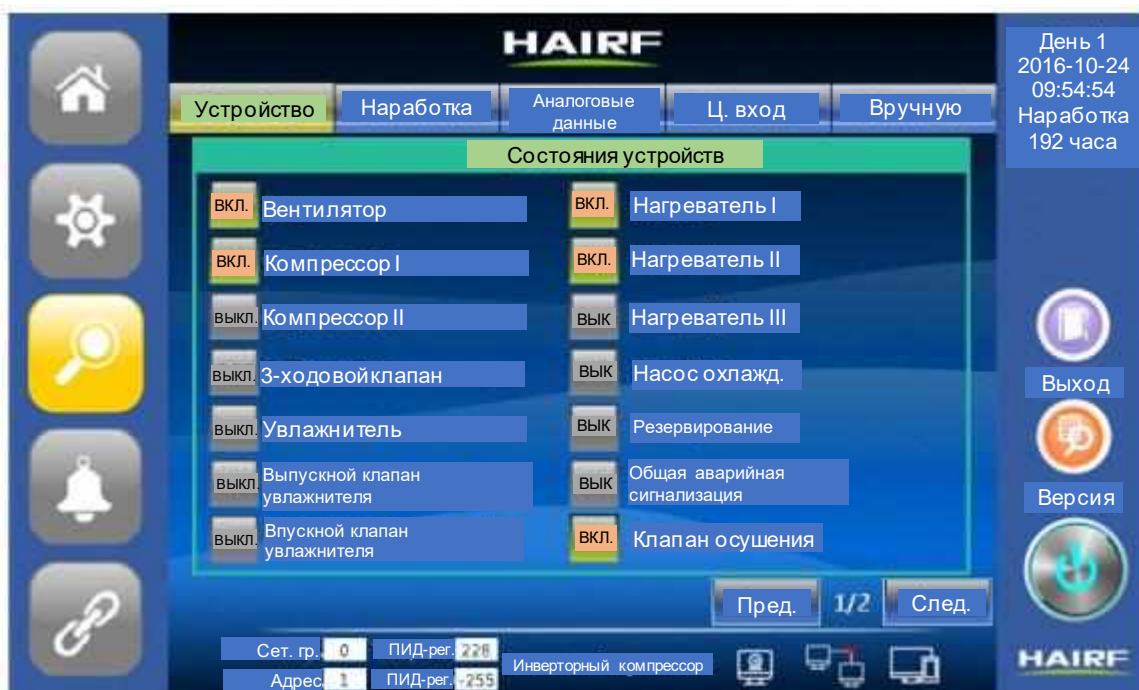 HAIRF
День 1
2016-10-24
09:54:54
Наработка
192 часа
Устройство
Наработка
Аналоговые
данные
Ц. вход
Вручную
Состояния устройств
ВКЛ. Вентилятор
ВКЛ. Нагреватель I
ВКЛ. Компрессор I
ВКЛ. Нагреватель II
ВЫКЛ. Компрессор II
ВЫК Нагреватель III
ВЫКЛ. 3-ходовой клапан
ВЫК Насос охлажд.
ВЫКЛ. Увлажнитель
ВЫК Резервирование
ВЫКЛ. Выпускной клапан
увлажнителя
ВЫК Общая аварийная
сигнализация
ВЫКЛ. Впускной клапан
увлажнителя
ВКЛ. Клапан осушения
Выход
Версия
Пред. 1/2 След.
Сет. гр. 0 ПИД-рег. 228
Адрес 1 ПИД-рег. -255
Инверторный компрессор
HAIRF